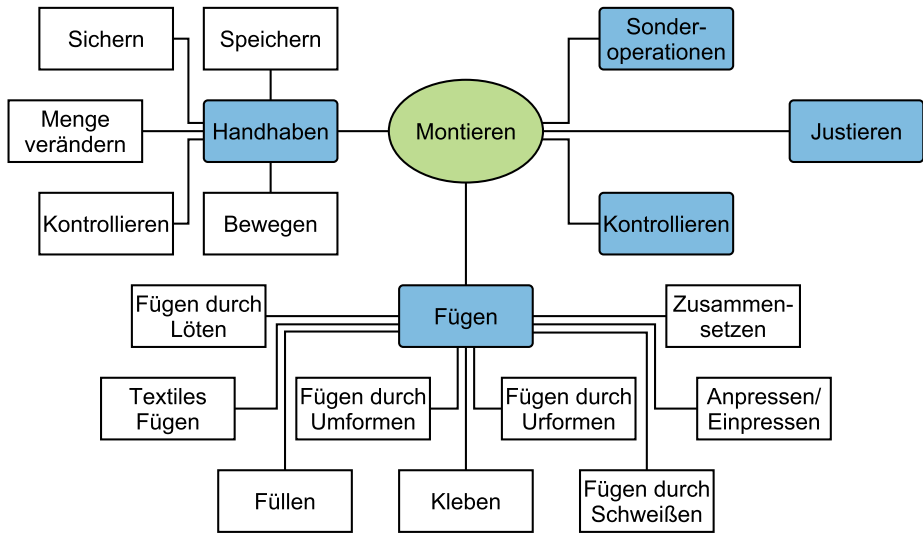 Sichern
Speichern
Sonder-
operationen
Menge
verändern
Handhaben
Montieren
Justieren
Kontrollieren
Bewegen
Kontrollieren
Fügen durch
Löten
Fügen
Zusammen-
setzen
Textiles
Fügen
Fügen durch
Umformen
Fügen durch
Urformen
Anpressen/
Einpressen
Füllen
Kleben
Fügen durch
Schweißen